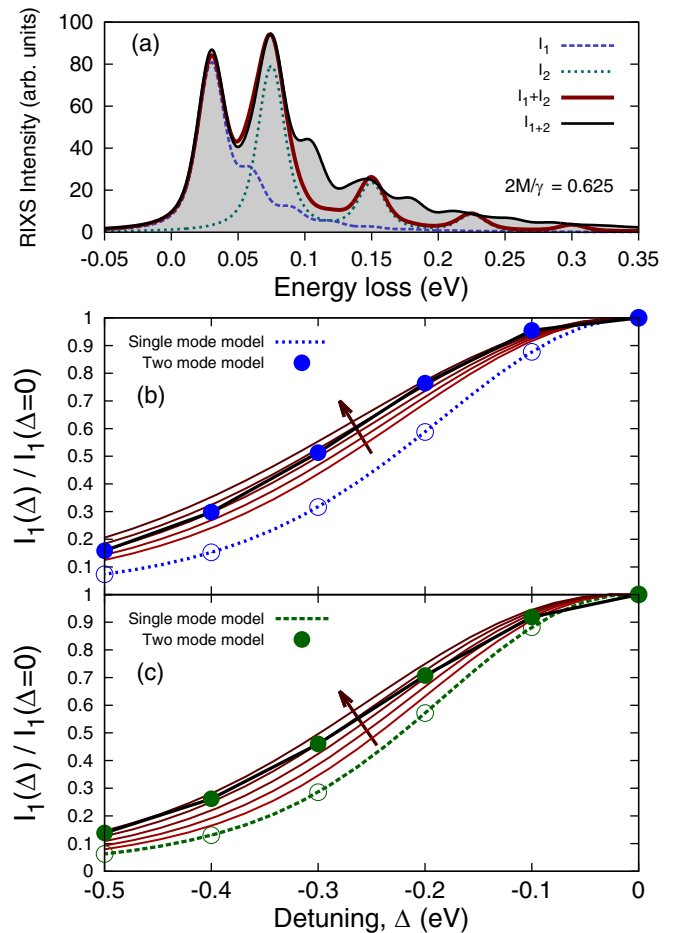 (a)
RIXS Intensity (arb. units)
100
80
60
40
20
0
I1
I2
I1+I2
I1+2
2M/γ = 0.625
-0.05 0.0 0.05 0.10 0.15 0.20 0.25 0.30 0.35
Energy loss (eV)
Single mode model
Two mode model
(b)
I1(Δ) / I1(Δ=0)
1
0.9
0.8
0.7
0.6
0.5
0.4
0.3
0.2
0.1
Single mode model
Two mode model
(c)
I1(Δ) / I1(Δ=0)
1
0.9
0.8
0.7
0.6
0.5
0.4
0.3
0.2
0.1
0
-0.5 -0.4 -0.3 -0.2 -0.1 0
Detuning, Δ (eV)